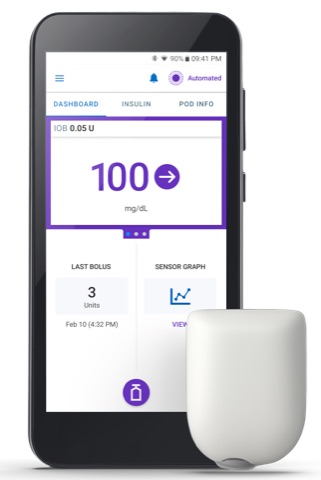 90% 09:41 PM
Automated
DASHBOARD INSULIN POD INFO
IOB 0.05 U
100
mg/dL
LAST BOLUS SENSOR GRAPH
3
Units
Feb 10 (4:32 PM) VIEW